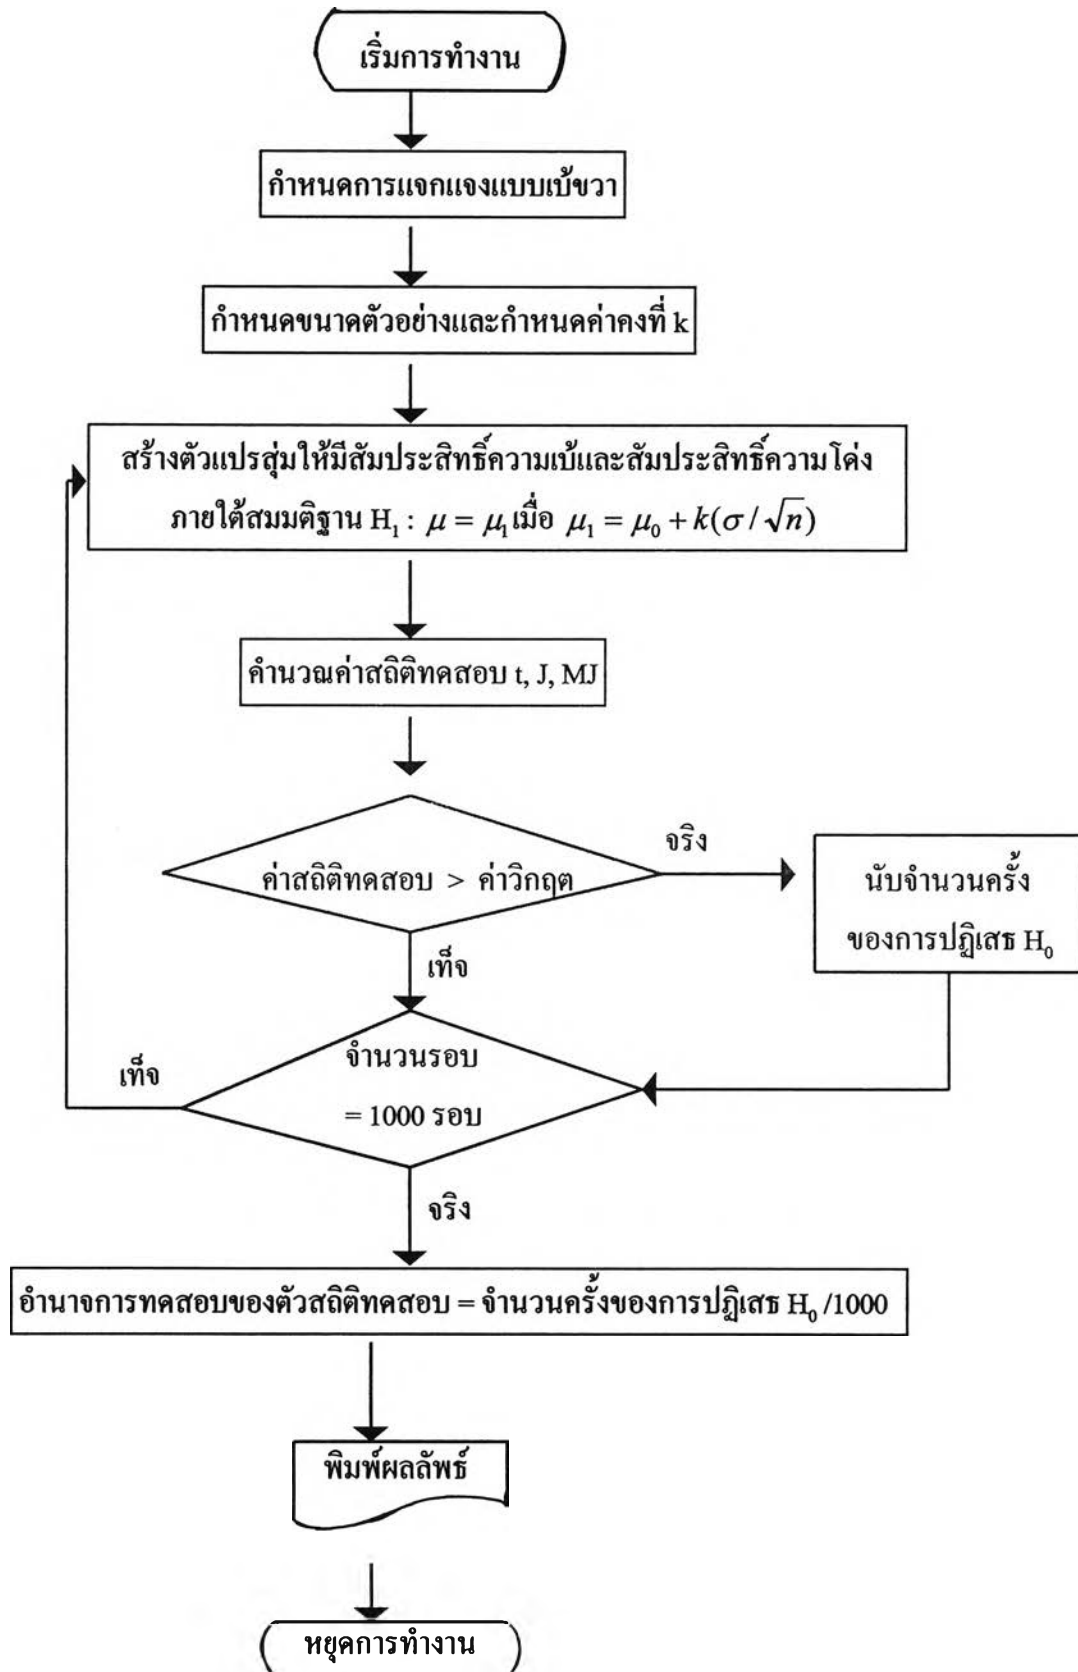 เริ่มการทำงาน
กำหนดการแจกแจงแบบเบ้ขวา
กำหนดขนาดตัวอย่างและกำหนดค่าคงที่ k
สร้างตัวแปรสุ่มให้มีสัมประสิทธิ์ความเบ้และสัมประสิทธิ์ความโด่ง
ภายใต้สมมติฐาน H₁ : μ = μ₁ เมื่อ μ₁ = μ₀ + k(σ/√n)
คำนวณค่าสถิติทดสอบ t, J, MJ
ค่าสถิติทดสอบ > ค่าวิกฤต
จริง
นับจำนวนครั้ง
ของการปฏิเสธ H₀
เท็จ
จำนวนรอบ
= 1000 รอบ
เท็จ
จริง
อำนาจการทดสอบของตัวสถิติทดสอบ = จำนวนครั้งของการปฏิเสธ H₀ /1000
พิมพ์ผลลัพธ์
หยุดการทำงาน